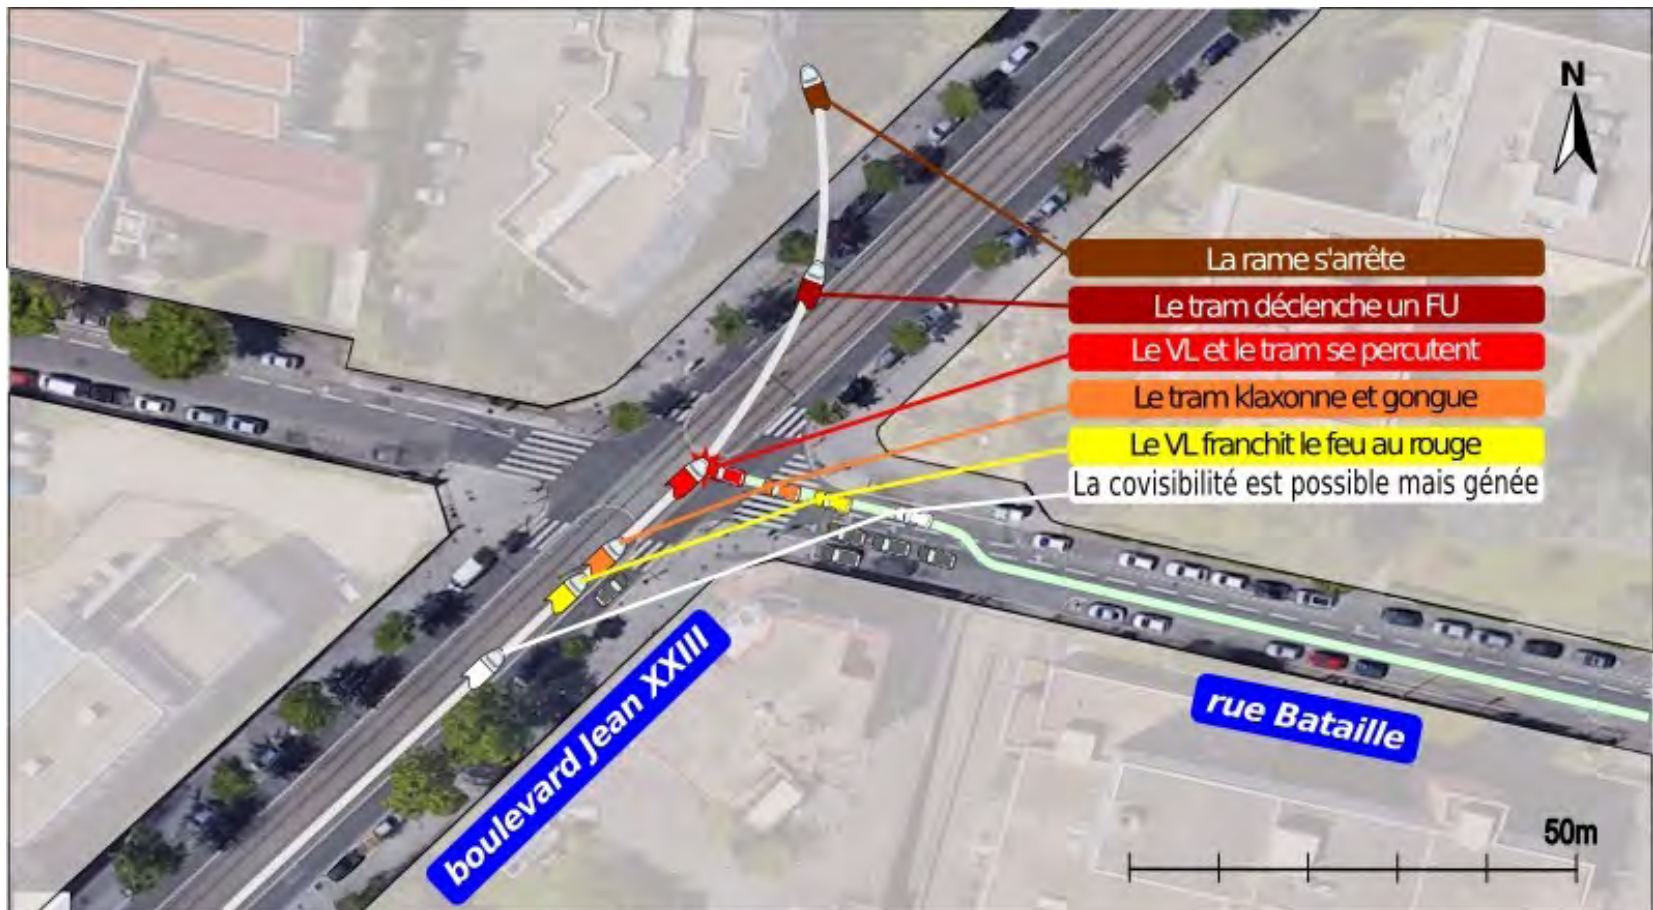 N
La rame s'arrête
Le tram déclenche un FU
Le VL et le tram se percutent
Le tram klaxonne et gongue
Le VL franchit le feu au rouge
La covisibilité est possible mais génée
boulevard Jean XXIII
rue Bataille
50m